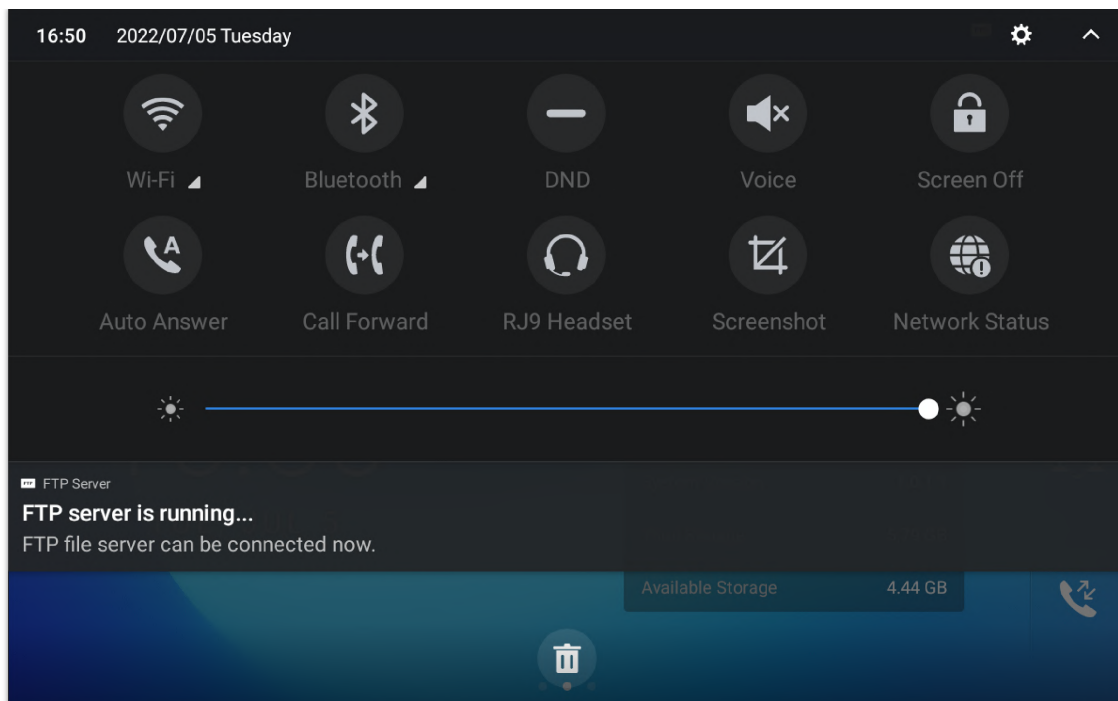 16:50 2022/07/05 Tuesday
Wi-Fi Bluetooth DND Voice Screen Off
A
Auto Answer Call Forward RJ9 Headset Screenshot Network Status
FTP Server
FTP server is running...
FTP file server can be connected now.
Available Storage 4.44 GB